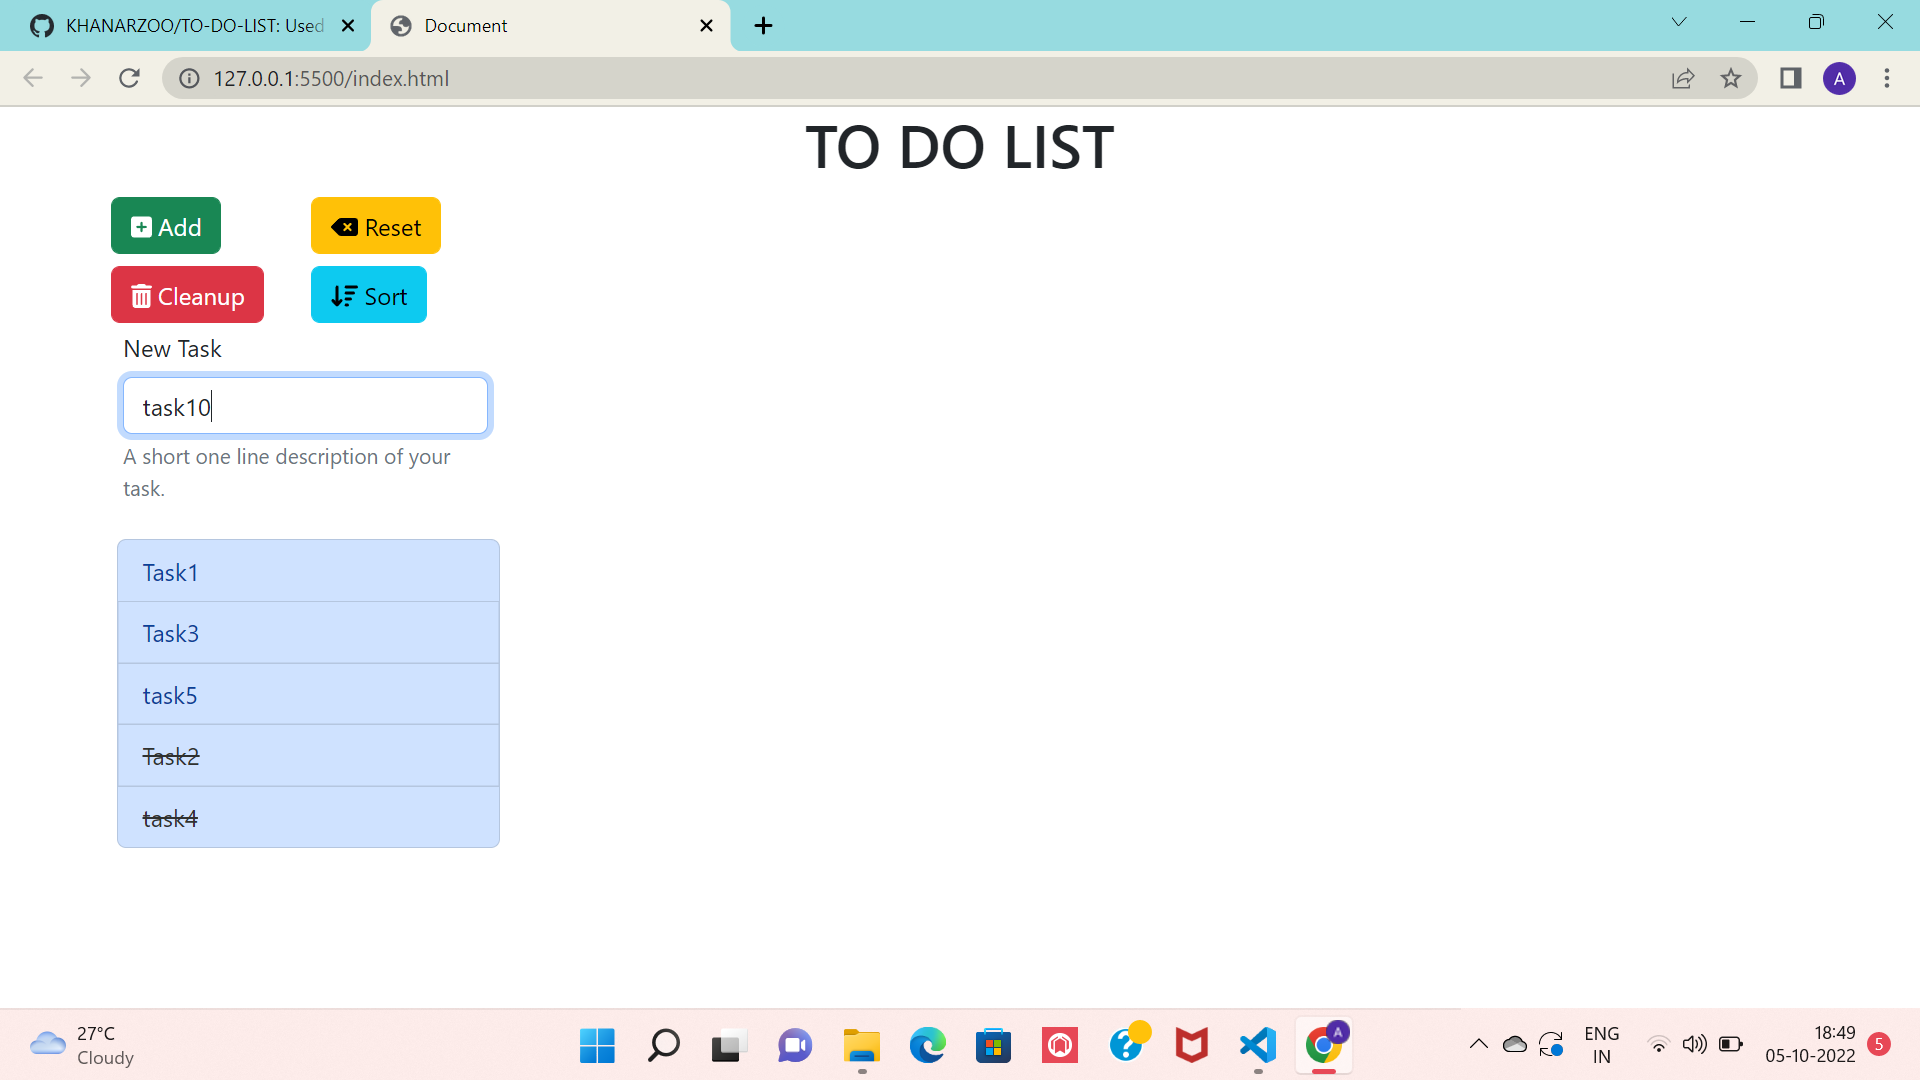 KHANARZOO/TO-DO-LIST: Used
Document
127.0.0.1:5500/index.html
A
TO DO LIST
Add
Reset
Cleanup
Sort
New Task
task10
A short one line description of your
task.
Task1
Task3
task5
Task2
task4
27°C
Cloudy
A
ENG
IN
18:49
05-10-2022
5